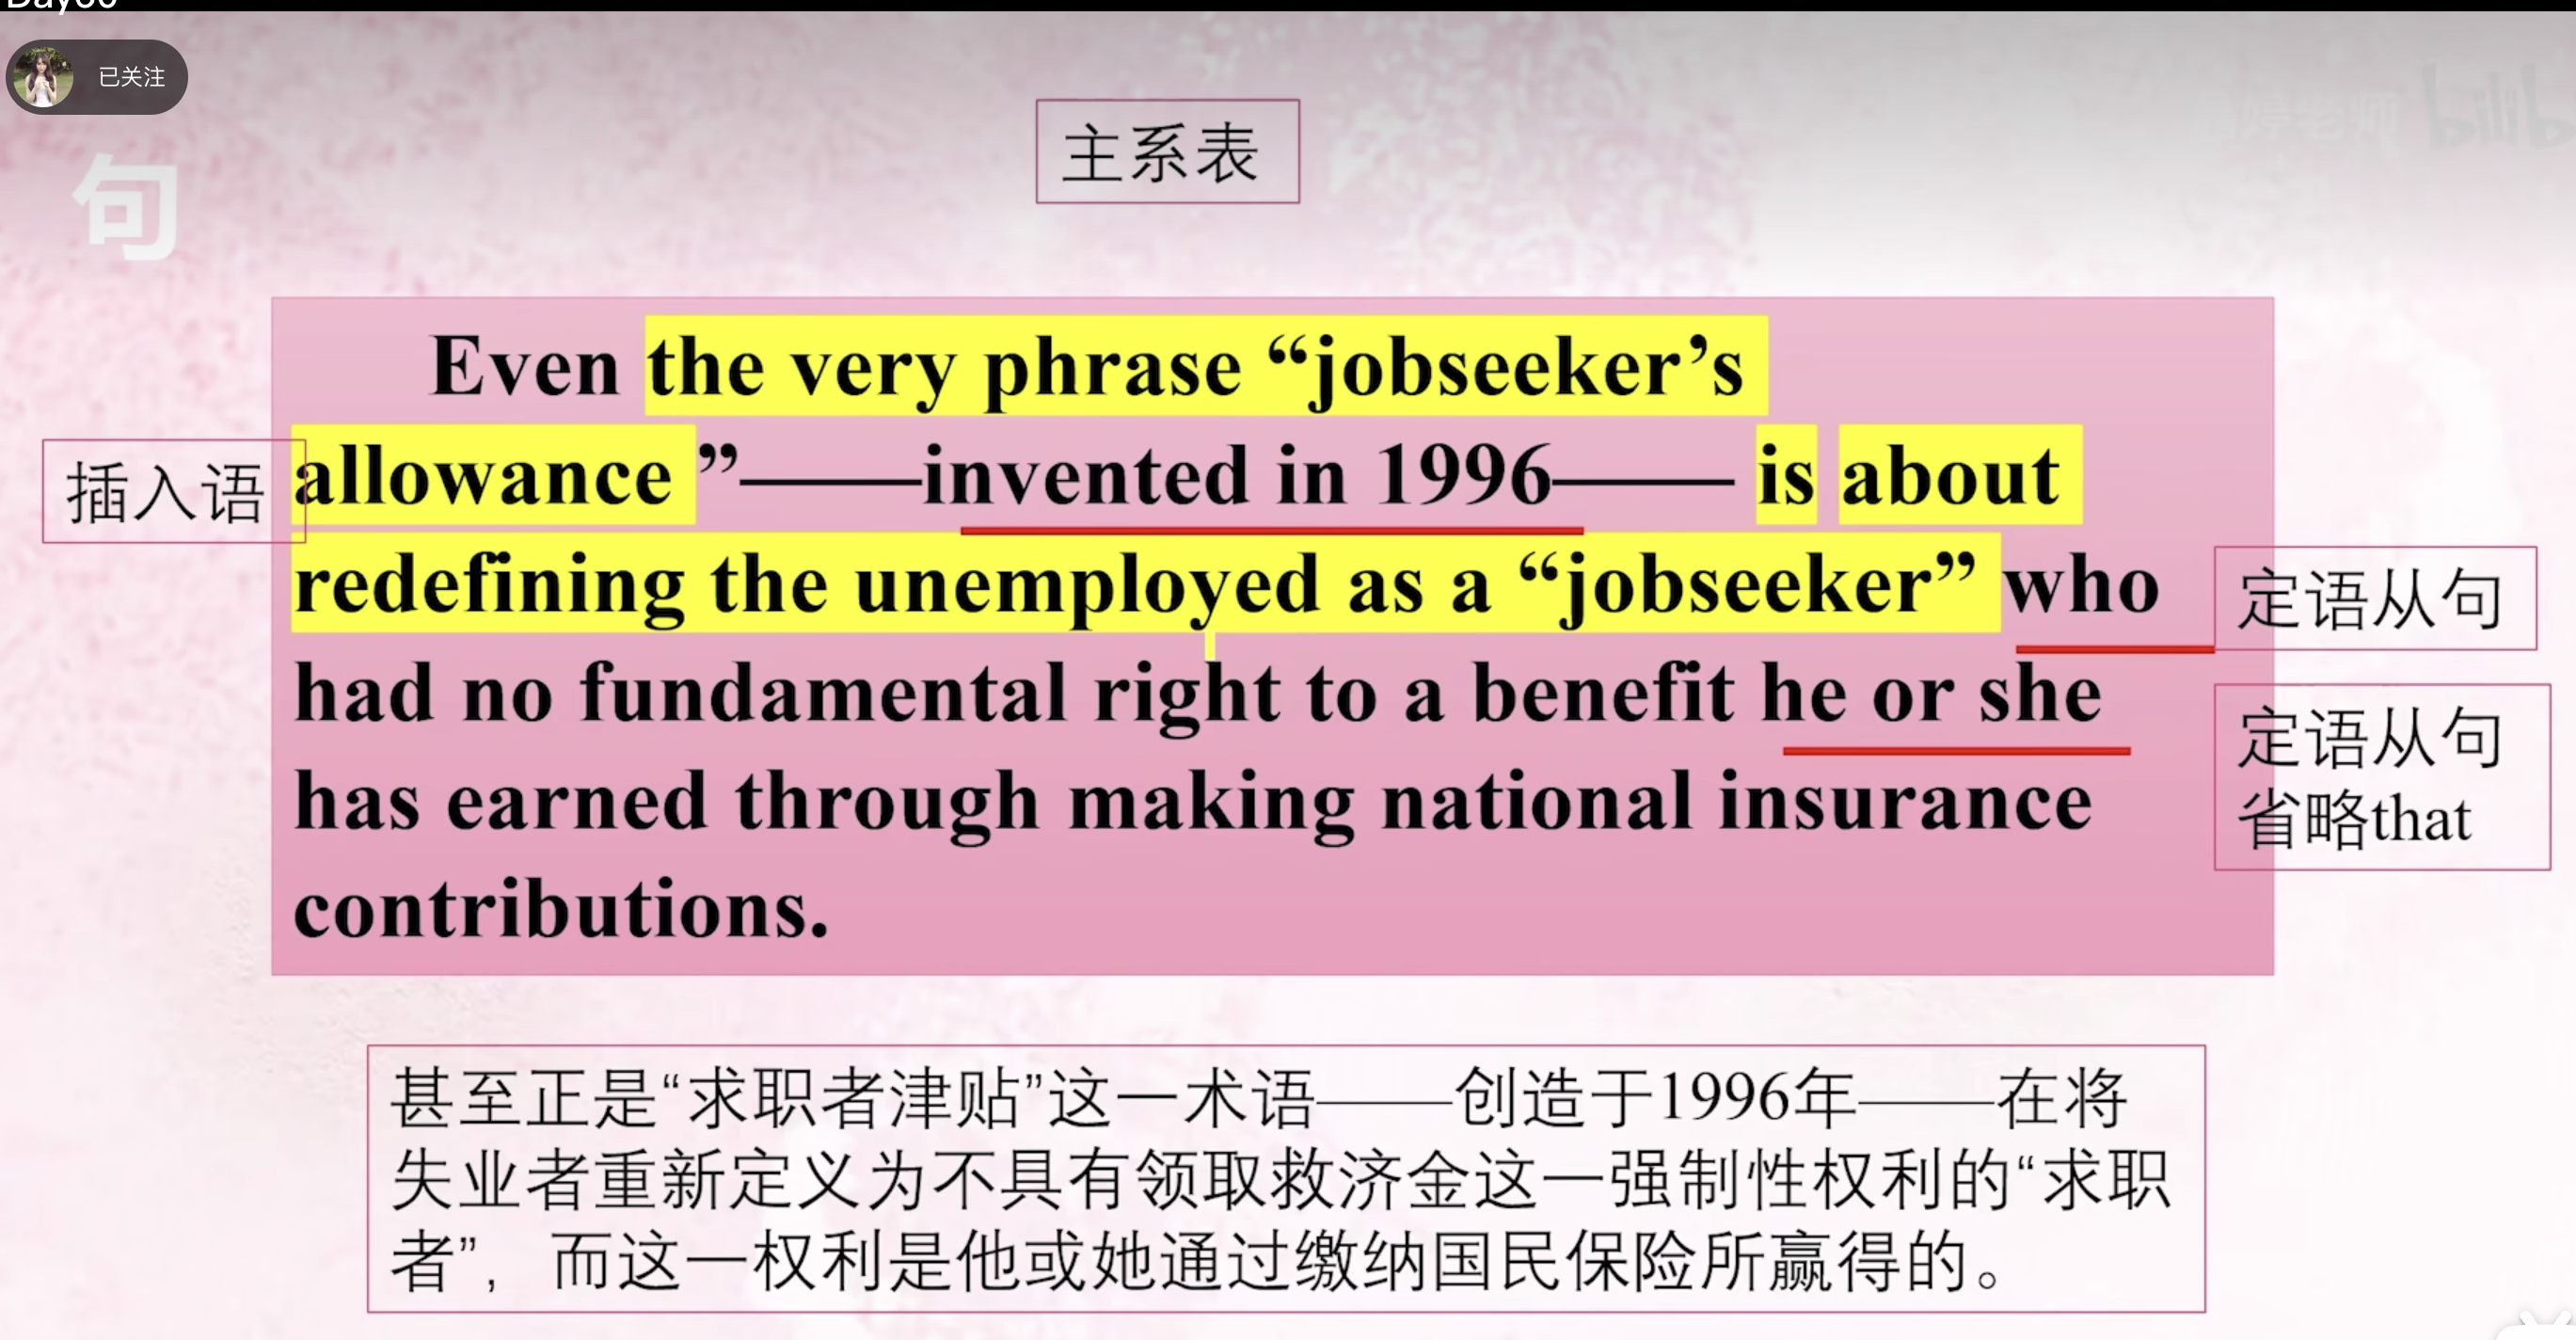 已关注
主系表
句
Even the very phrase “jobseeker’s
allowance ”——invented in 1996—— is about
插入语
redefining the unemployed as a “jobseeker” who
定语从句
had no fundamental right to a benefit he or she
定语从句
省略that
has earned through making national insurance
contributions.
甚至正是“求职者津贴”这一术语——创造于1996年——在将
失业者重新定义为不具有领取救济金这一强制性权利的“求职
者”，而这一权利是他或她通过缴纳国民保险所赢得的。